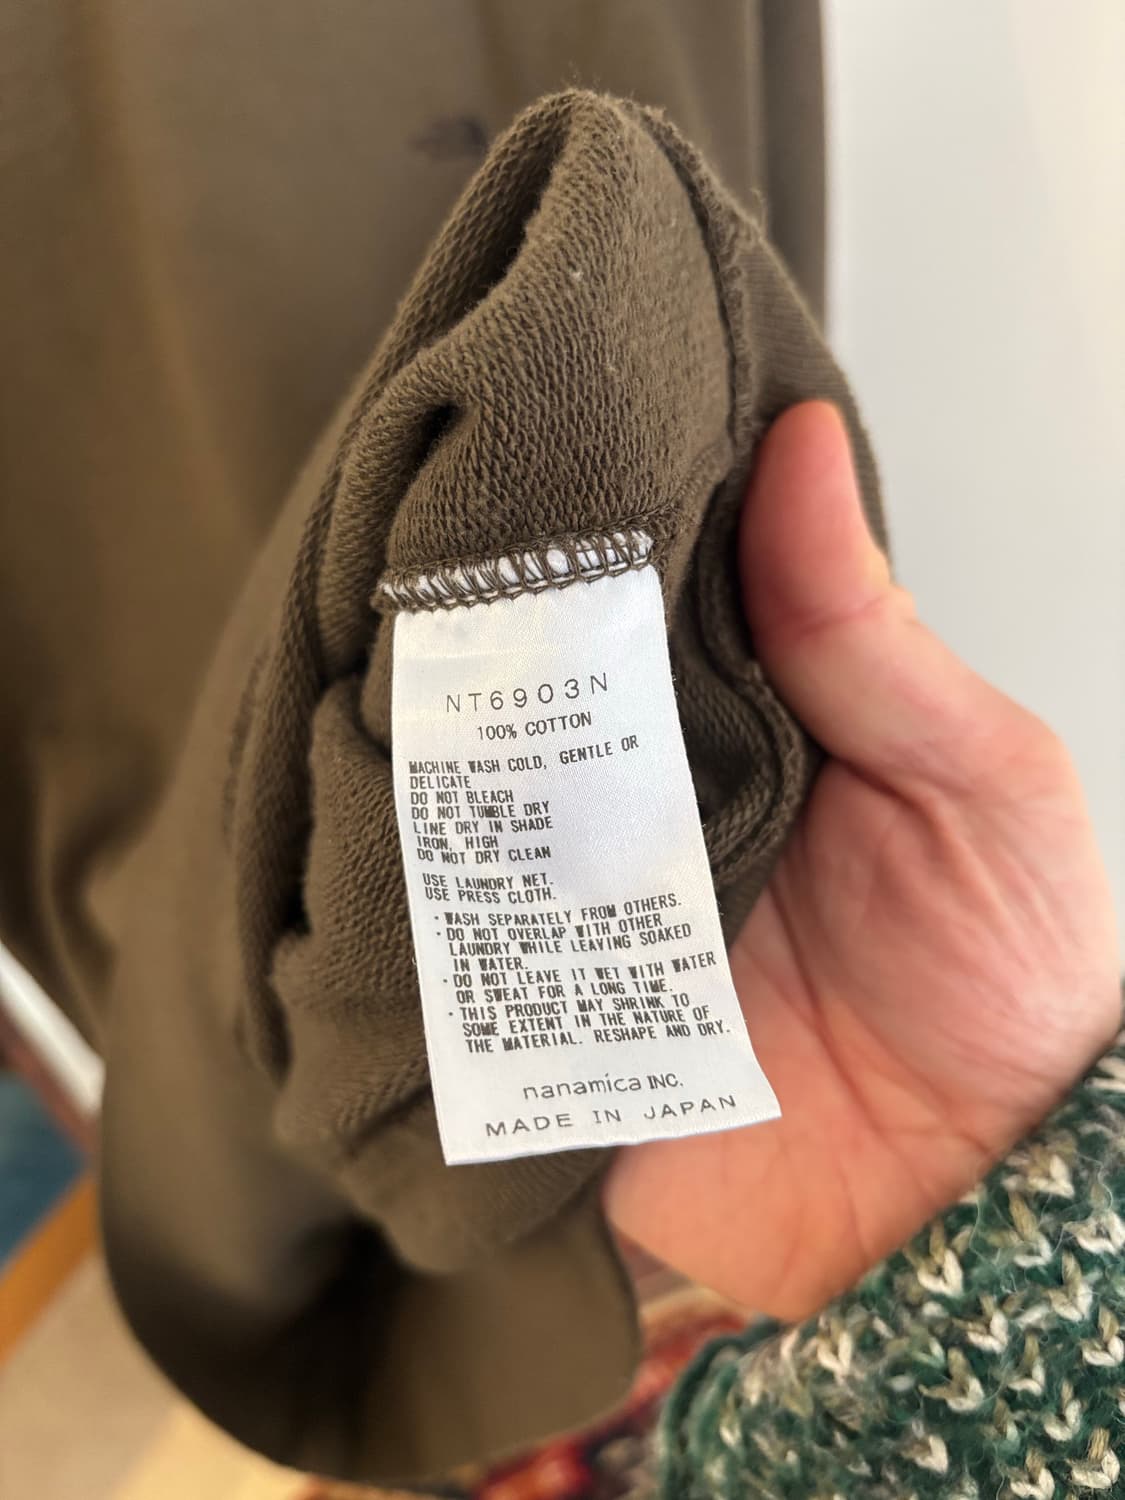 NT6903N
100% COTTON
MACHINE WASH COLD, GENTLE OR
DELICATE
DO NOT BLEACH
DO NOT TUMBLE DRY
LINE DRY IN SHADE
IRON, HIGH
DO NOT DRY CLEAN
USE LAUNDRY NET.
USE PRESS CLOTH.
・WASH SEPARATELY FROM OTHERS.
・DO NOT OVERLAP WITH OTHER
LAUNDRY WHILE LEAVING SOAKED
IN WATER.
・DO NOT LEAVE IT WET WITH WATER
OR SWEAT FOR A LONG TIME.
・THIS PRODUCT MAY SHRINK TO
SOME EXTENT IN THE NATURE OF
THE MATERIAL. RESHAPE AND DRY.
nanamica INC.
MADE IN JAPAN